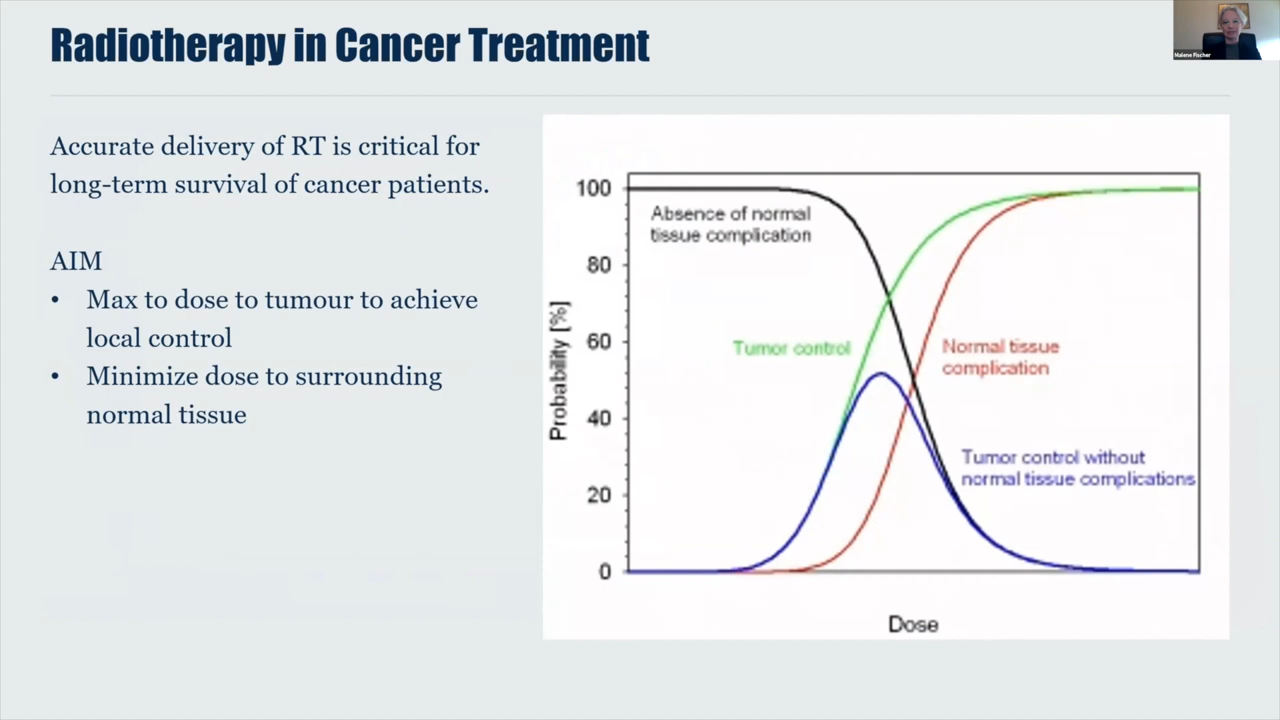 Radiotherapy in Cancer Treatment
Malene Fischer
Accurate delivery of RT is critical for
long-term survival of cancer patients.
AIM
• Max to dose to tumour to achieve
local control
• Minimize dose to surrounding
normal tissue
100
80
60
40
20
0
Probability [%]
Absence of normal
tissue complication
Tumor control
Normal tissue
complication
Tumor control without
normal tissue complications
Dose